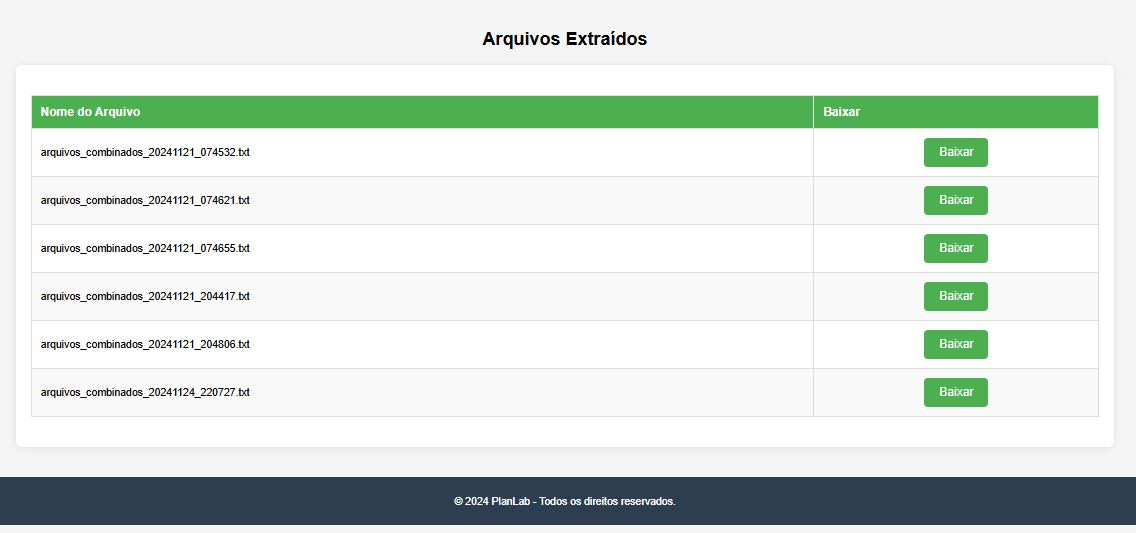 Arquivos Extraídos
Nome do Arquivo Baixar
arquivos_combinados_20241121_074532.txt Baixar
arquivos_combinados_20241121_074621.txt Baixar
arquivos_combinados_20241121_074655.txt Baixar
arquivos_combinados_20241121_204417.txt Baixar
arquivos_combinados_20241121_204806.txt Baixar
arquivos_combinados_20241124_220727.txt Baixar
© 2024 PlanLab - Todos os direitos reservados.